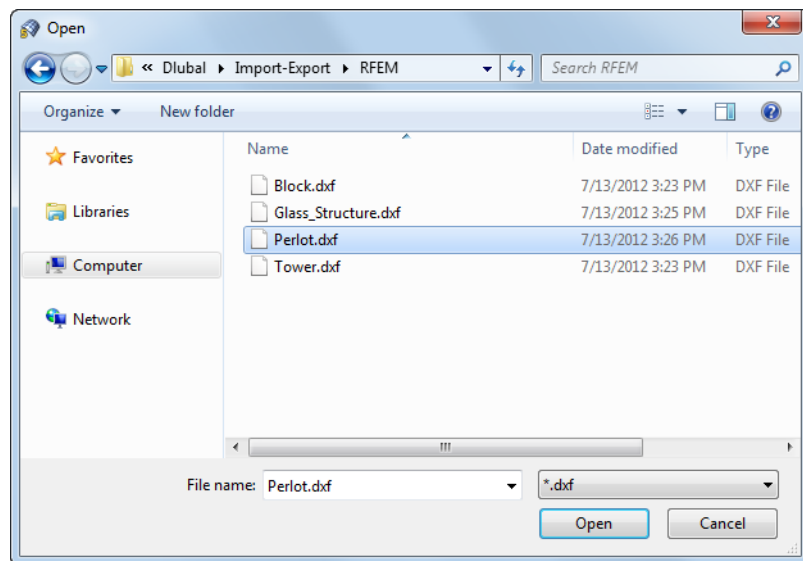 Open
« Dlubal ▸ Import-Export ▸ RFEM
Search RFEM
Organize ▾ New folder
Favorites
Libraries
Computer
Network
Name Date modified Type
Block.dxf 7/13/2012 3:23 PM DXF File
Glass_Structure.dxf 7/13/2012 3:25 PM DXF File
Perlot.dxf 7/13/2012 3:26 PM DXF File
Tower.dxf 7/13/2012 3:23 PM DXF File
File name: Perlot.dxf *.dxf
Open Cancel